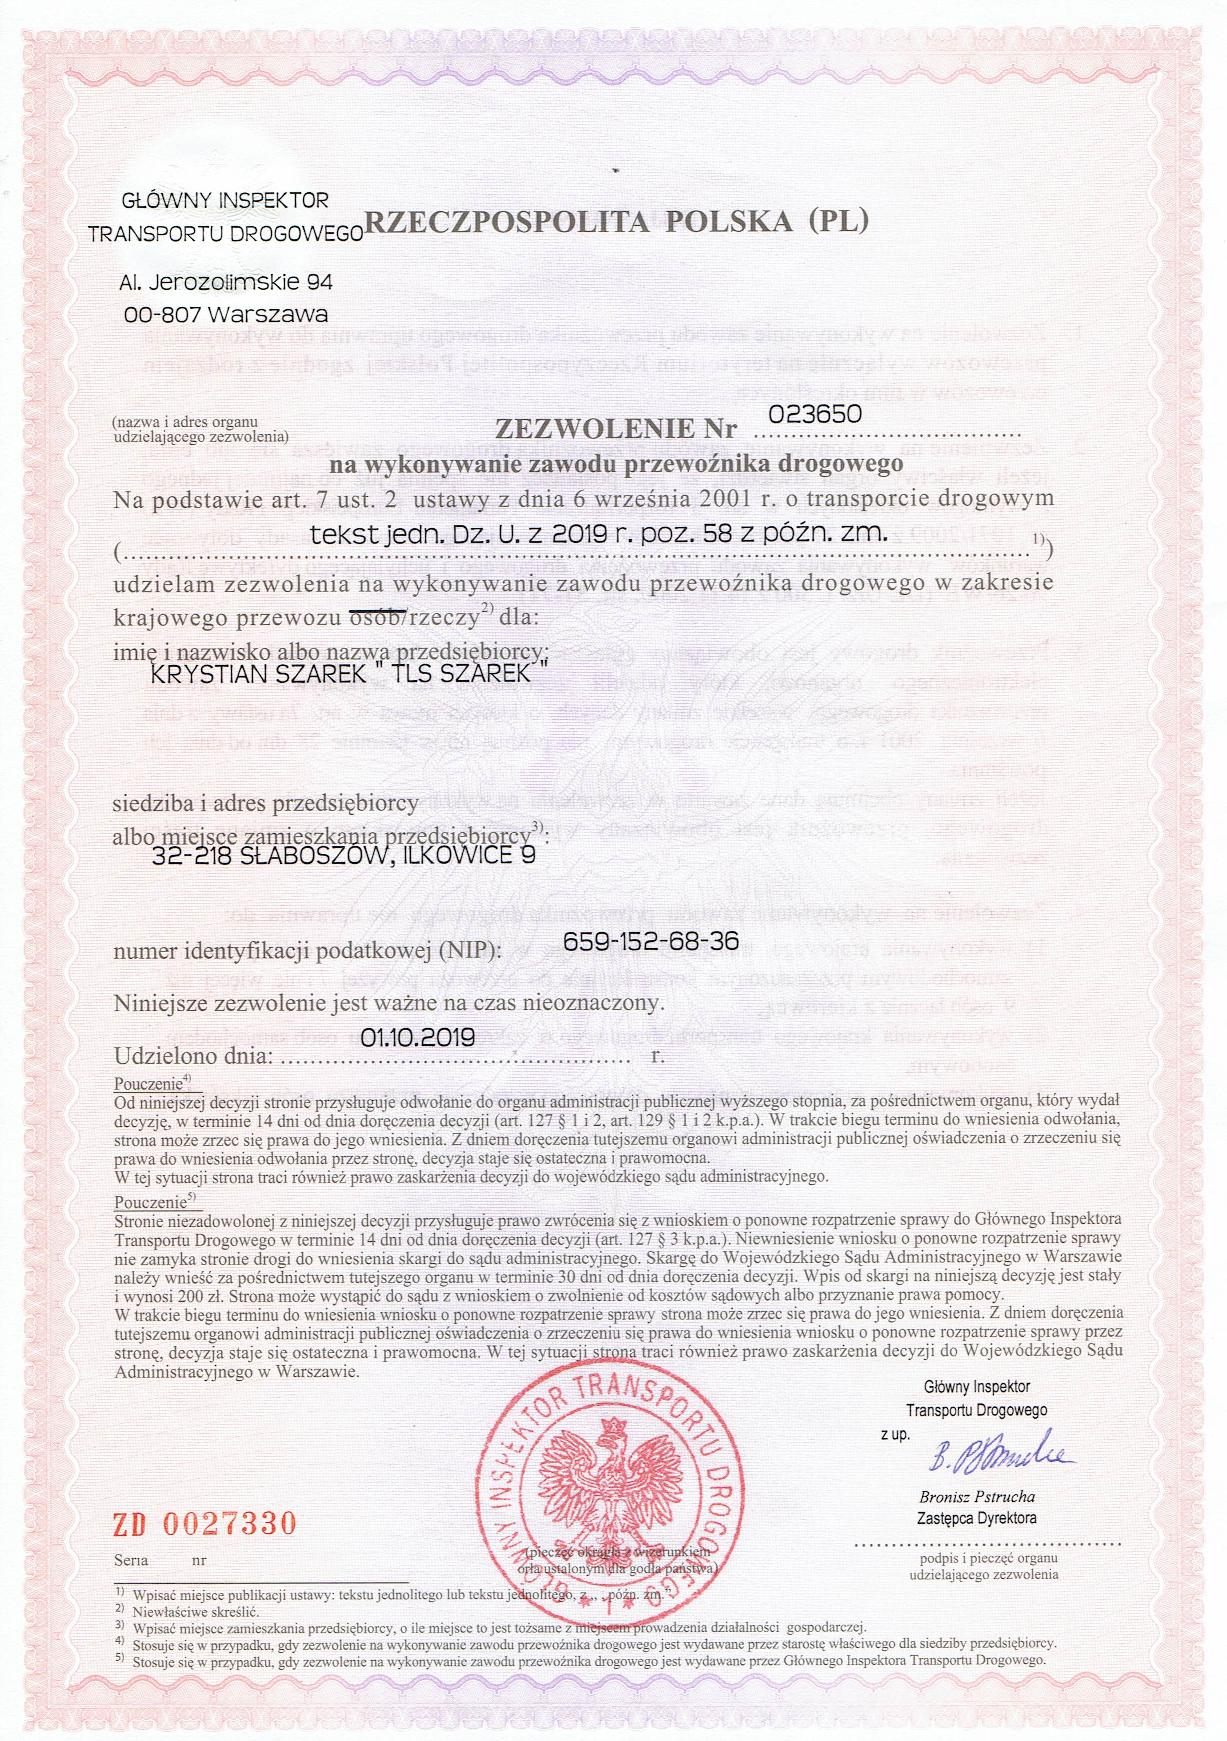 GŁÓWNY INSPEKTOR
TRANSPORTU DROGOWEGO
RZECZPOSPOLITA POLSKA (PL)
Al. Jerozolimskie 94
00-807 Warszawa
(nazwa i adres organu
udzielającego zezwolenia)
ZEZWOLENIE Nr 023650
na wykonywanie zawodu przewoźnika drogowego
Na podstawie art. 7 ust. 2 ustawy z dnia 6 września 2001 r. o transporcie drogowym
(tekst jedn. Dz. U. z 2019 r. poz. 58 z późn. zm. 1))
udzielam zezwolenia na wykonywanie zawodu przewoźnika drogowego w zakresie
krajowego przewozu osób/rzeczy2) dla:
imię i nazwisko albo nazwa przedsiębiorcy:
KRYSTIAN SZAREK " TLS SZAREK "
siedziba i adres przedsiębiorcy
albo miejsce zamieszkania przedsiębiorcy3):
32-218 SŁABOSZÓW, ILKOWICE 9
numer identyfikacji podatkowej (NIP): 659-152-68-36
Niniejsze zezwolenie jest ważne na czas nieoznaczony.
Udzielono dnia: 01.10.2019 r.
Pouczenie4)
Od niniejszej decyzji stronie przysługuje odwołanie do organu administracji publicznej wyższego stopnia, za pośrednictwem organu, który wydał
decyzję, w terminie 14 dni od dnia doręczenia decyzji (art. 127 § 1 i 2, art. 129 § 1 i 2 k.p.a.). W trakcie biegu terminu do wniesienia odwołania,
strona może zrzec się prawa do jego wniesienia. Z dniem doręczenia tutejszemu organowi administracji publicznej oświadczenia o zrzeczeniu się
prawa do wniesienia odwołania przez stronę, decyzja staje się ostateczna i prawomocna.
W tej sytuacji strona traci również prawo zaskarżenia decyzji do wojewódzkiego sądu administracyjnego.
Pouczenie5)
Stronie niezadowolonej z niniejszej decyzji przysługuje prawo zwrócenia się z wnioskiem o ponowne rozpatrzenie sprawy do Głównego Inspektora
Transportu Drogowego w terminie 14 dni od dnia doręczenia decyzji (art. 127 § 3 k.p.a.). Niewniesienie wniosku o ponowne rozpatrzenie sprawy
nie zamyka stronie drogi do wniesienia skargi do sądu administracyjnego. Skargę do Wojewódzkiego Sądu Administracyjnego w Warszawie
należy wnieść za pośrednictwem tutejszego organu w terminie 30 dni od dnia doręczenia decyzji. Wpis od skargi na niniejszą decyzję jest stały
i wynosi 200 zł. Strona może wystąpić do sądu z wnioskiem o zwolnienie od kosztów sądowych albo przyznanie prawa pomocy.
W trakcie biegu terminu do wniesienia wniosku o ponowne rozpatrzenie sprawy strona może zrzec się prawa do jego wniesienia. Z dniem doręczenia
tutejszemu organowi administracji publicznej oświadczenia o zrzeczeniu się prawa do wniesienia wniosku o ponowne rozpatrzenie sprawy przez
stronę, decyzja staje się ostateczna i prawomocna. W tej sytuacji strona traci również prawo zaskarżenia decyzji do Wojewódzkiego Sądu
Administracyjnego w Warszawie.
Główny Inspektor
Transportu Drogowego
z up.
Bronisz Pstrucha
Zastępca Dyrektora
podpis i pieczęć organu
udzielającego zezwolenia
GŁÓWNY INSPEKTOR TRANSPORTU DROGOWEGO * 1 *
(pieczęć okrągła z wizerunkiem
orła ustalonym dla godła państwa)
ZD 0027330
Seria nr
1) Wpisać miejsce publikacji ustawy: tekstu jednolitego lub tekstu jednolitego, z „ późn. zm."
2) Niewłaściwe skreślić.
3) Wpisać miejsce zamieszkania przedsiębiorcy, o ile miejsce to jest tożsame z miejscem prowadzenia działalności gospodarczej.
4) Stosuje się w przypadku, gdy zezwolenie na wykonywanie zawodu przewoźnika drogowego jest wydawane przez starostę właściwego dla siedziby przedsiębiorcy.
5) Stosuje się w przypadku, gdy zezwolenie na wykonywanie zawodu przewoźnika drogowego jest wydawane przez Głównego Inspektora Transportu Drogowego.